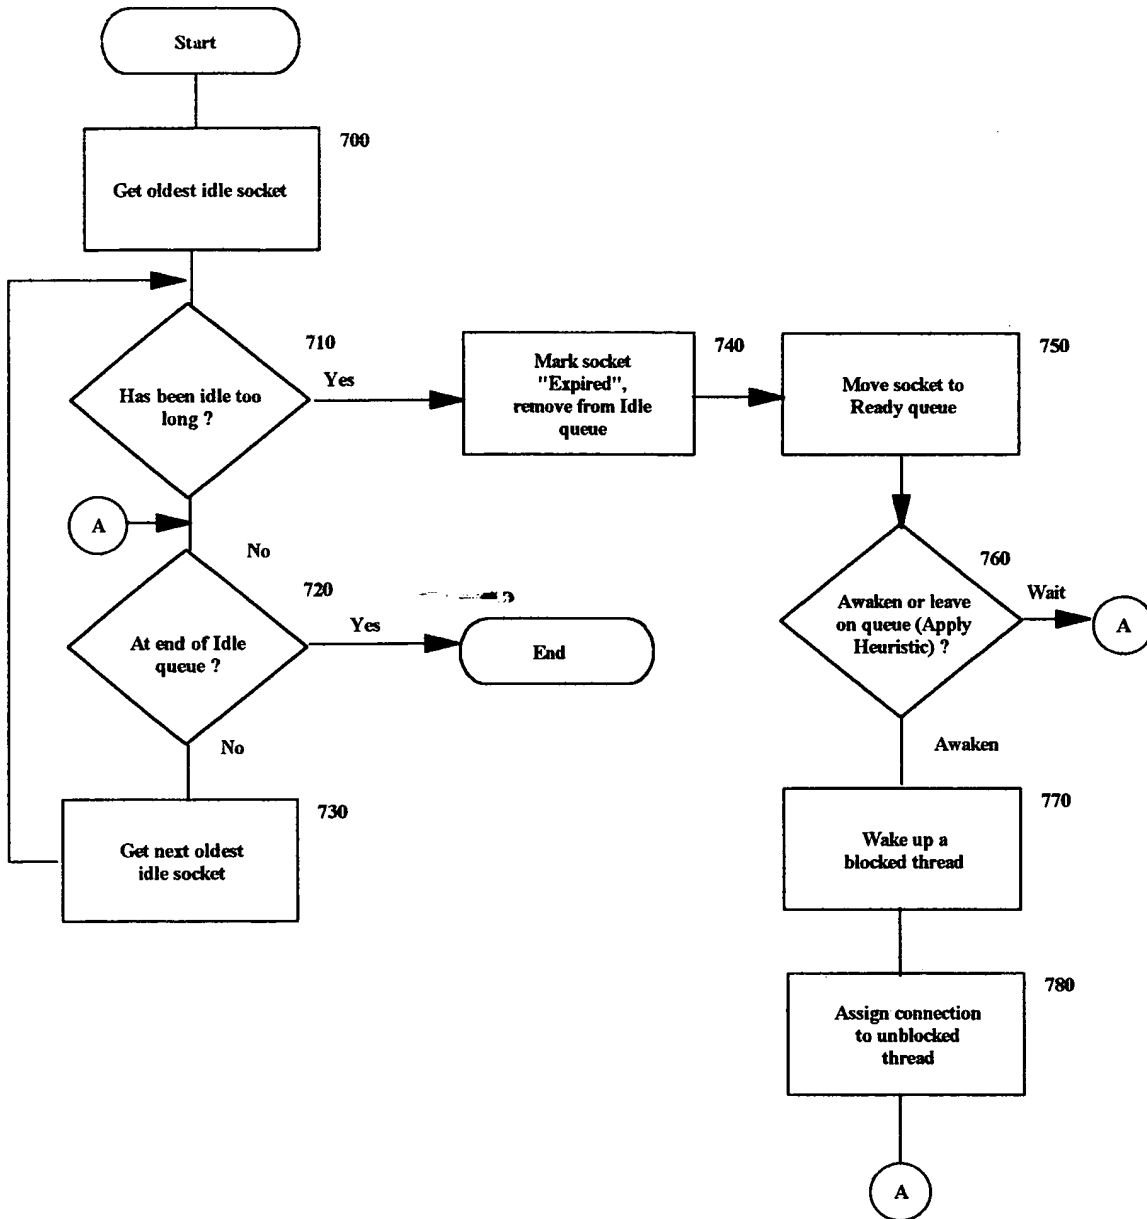 Start
700
Get oldest idle socket
710
Yes
Has been idle too
long ?
740
Mark socket
"Expired",
remove from Idle
queue
750
Move socket to
Ready queue
A
No
720
Yes
At end of Idle
queue ?
End
760
Wait
Awaken or leave
on queue (Apply
Heuristic) ?
A
No
Awaken
730
Get next oldest
idle socket
770
Wake up a
blocked thread
780
Assign connection
to unblocked
thread
A